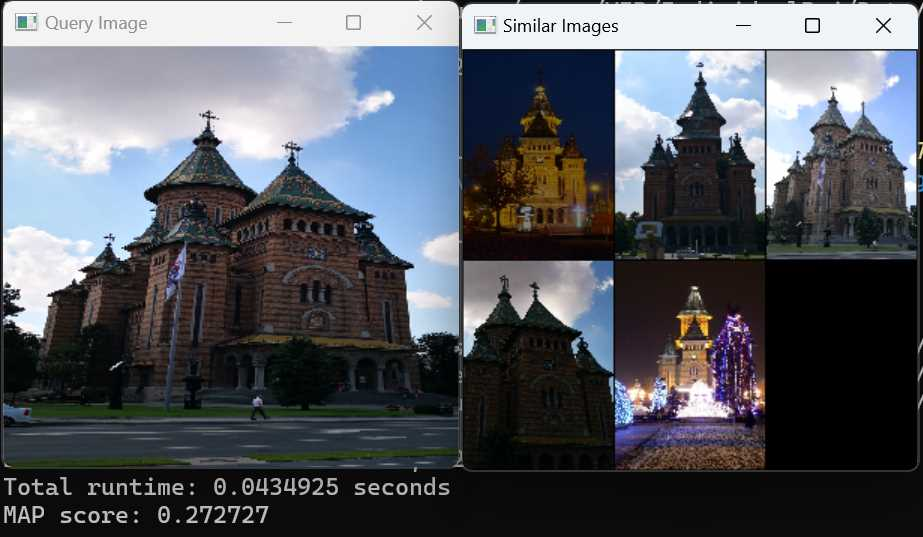 Query Image
Similar Images
Total runtime: 0.0434925 seconds
MAP score: 0.272727